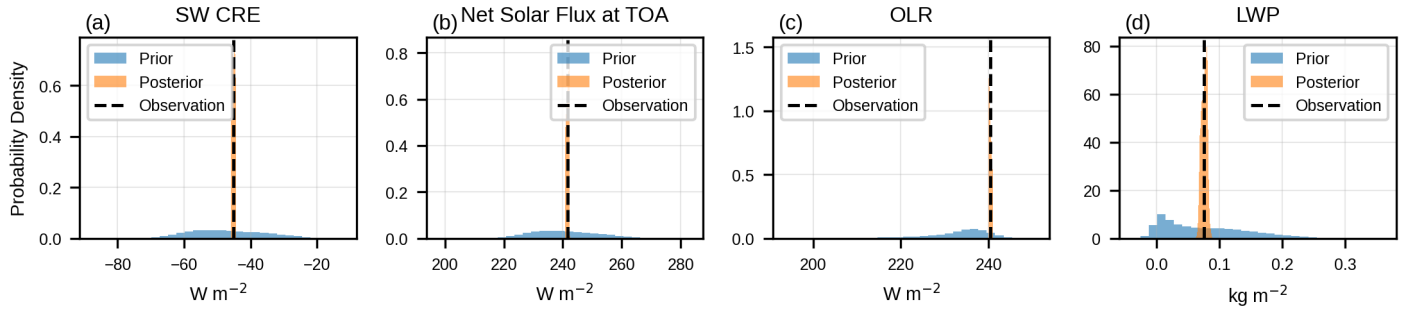 (a) SW CRE
Probability Density
0.6
0.4
0.2
0.0
Prior
Posterior
Observation
−80 −60 −40 −20
W m−2
(b) Net Solar Flux at TOA
0.8
0.6
0.4
0.2
0.0
Prior
Posterior
Observation
200 220 240 260 280
W m−2
(c) OLR
1.5
1.0
0.5
0.0
Prior
Posterior
Observation
200 220 240
W m−2
(d) LWP
80
60
40
20
0
Prior
Posterior
Observation
0.0 0.1 0.2 0.3
kg m−2